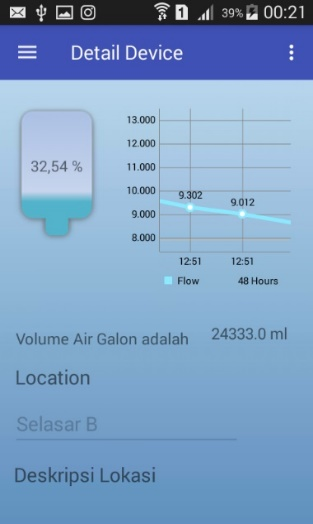 1 39% 00:21
Detail Device
32,54 %
13.000
12.000
11.000
10.000
9.000
8.000
9.302
9.012
12:51 12:51
Flow 48 Hours
Volume Air Galon adalah 24333.0 ml
Location
Selasar B
Deskripsi Lokasi